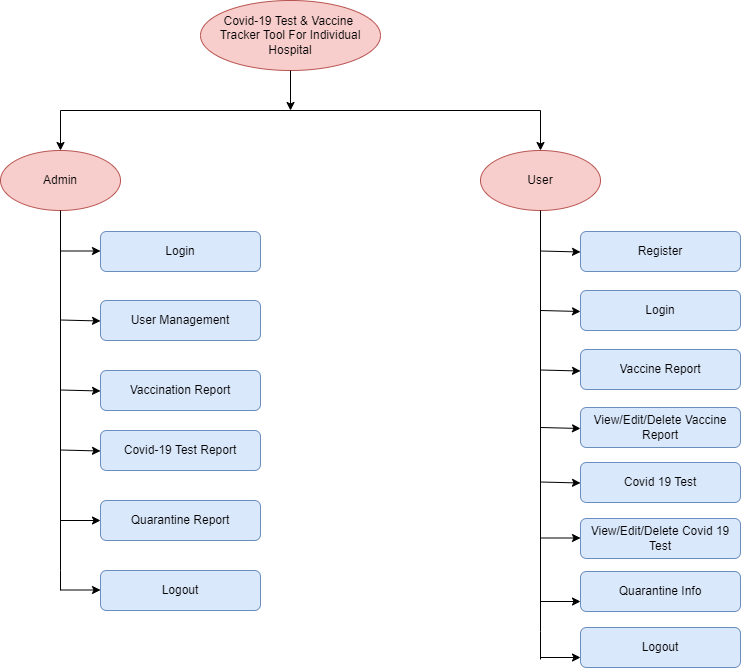 Covid-19 Test & Vaccine
Tracker Tool For Individual
Hospital
Admin
User
Login
User Management
Vaccination Report
Covid-19 Test Report
Quarantine Report
Logout
Register
Login
Vaccine Report
View/Edit/Delete Vaccine
Report
Covid 19 Test
View/Edit/Delete Covid 19
Test
Quarantine Info
Logout